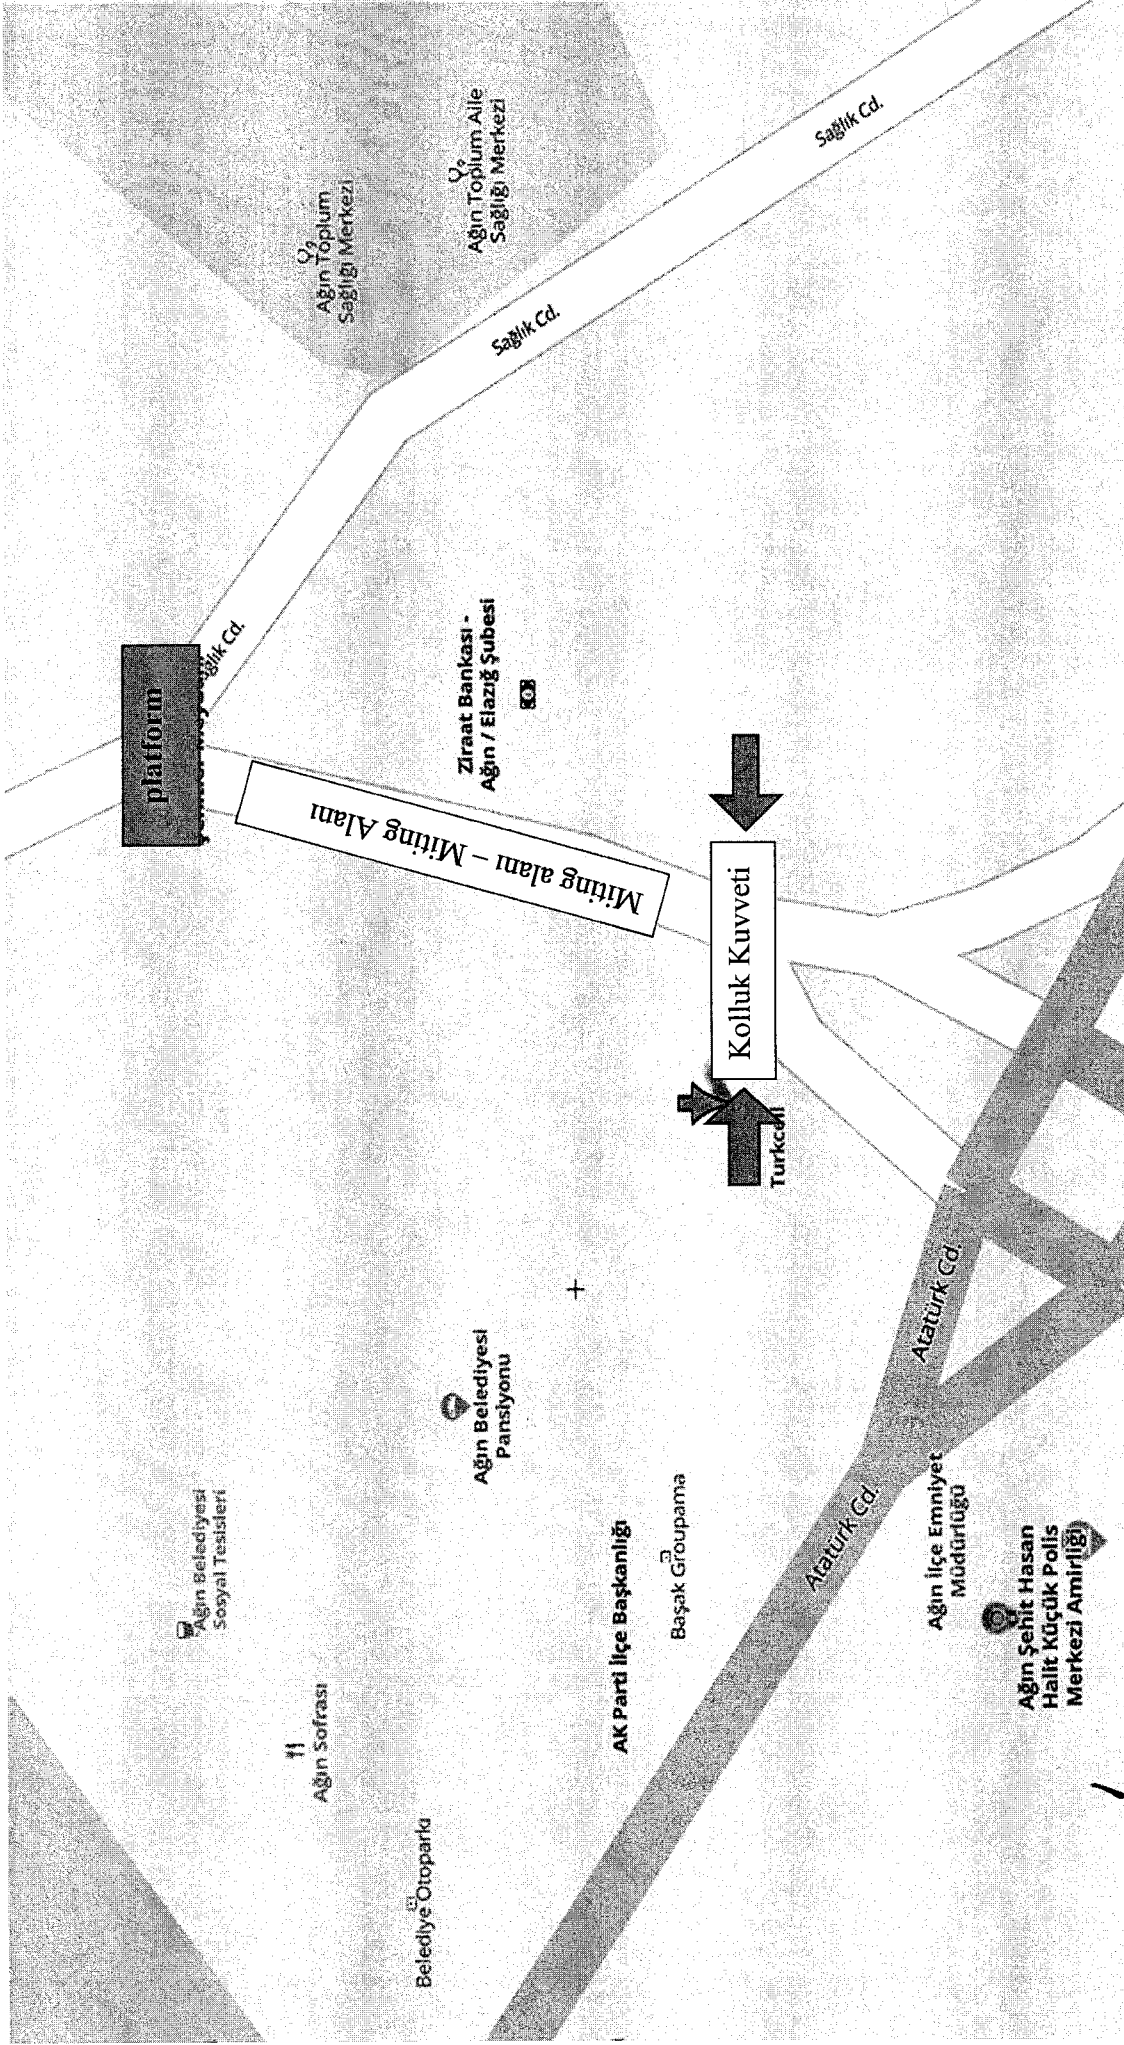 Ağın Toplum
Sağlığı Merkezi
Ağın Toplum Aile
Sağlığı Merkezi
Sağlık Cd.
Sağlık Cd.
Sağlık Cd.
platform
Ziraat Bankası -
Ağın / Elazığ Şubesi
Miting alanı – Miting Alanı
Kolluk Kuvveti
Turkcell
Ağın Belediyesi
Pansiyonu
Ağın Belediyesi
Sosyal Tesisleri
Ağın Sofrası
Belediye Otoparkı
AK Parti İlçe Başkanlığı
Başak Groupama
Atatürk Cd.
Atatürk Cd.
Ağın İlçe Emniyet
Müdürlüğü
Ağın Şehit Hasan
Halit Küçük Polis
Merkezi Amirliği